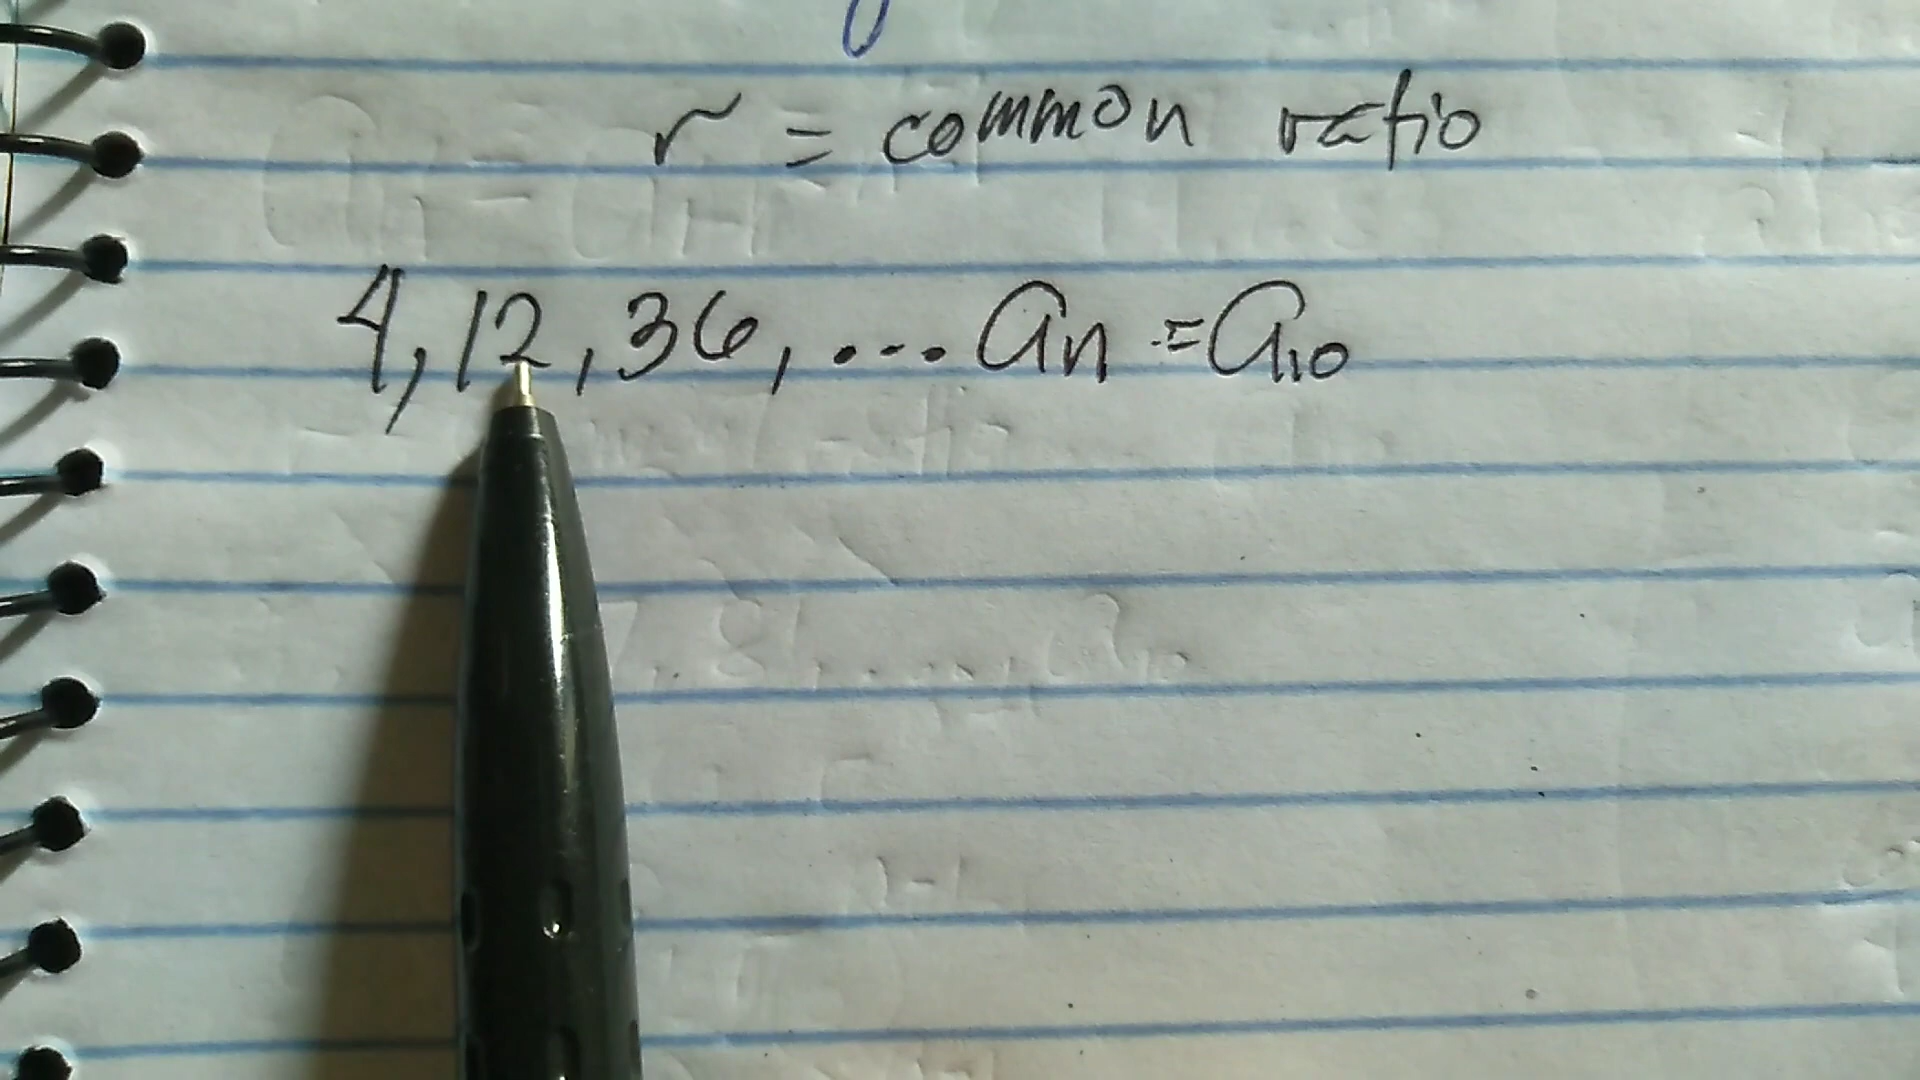 r = common ratio
4, 12, 36, ... an = a10